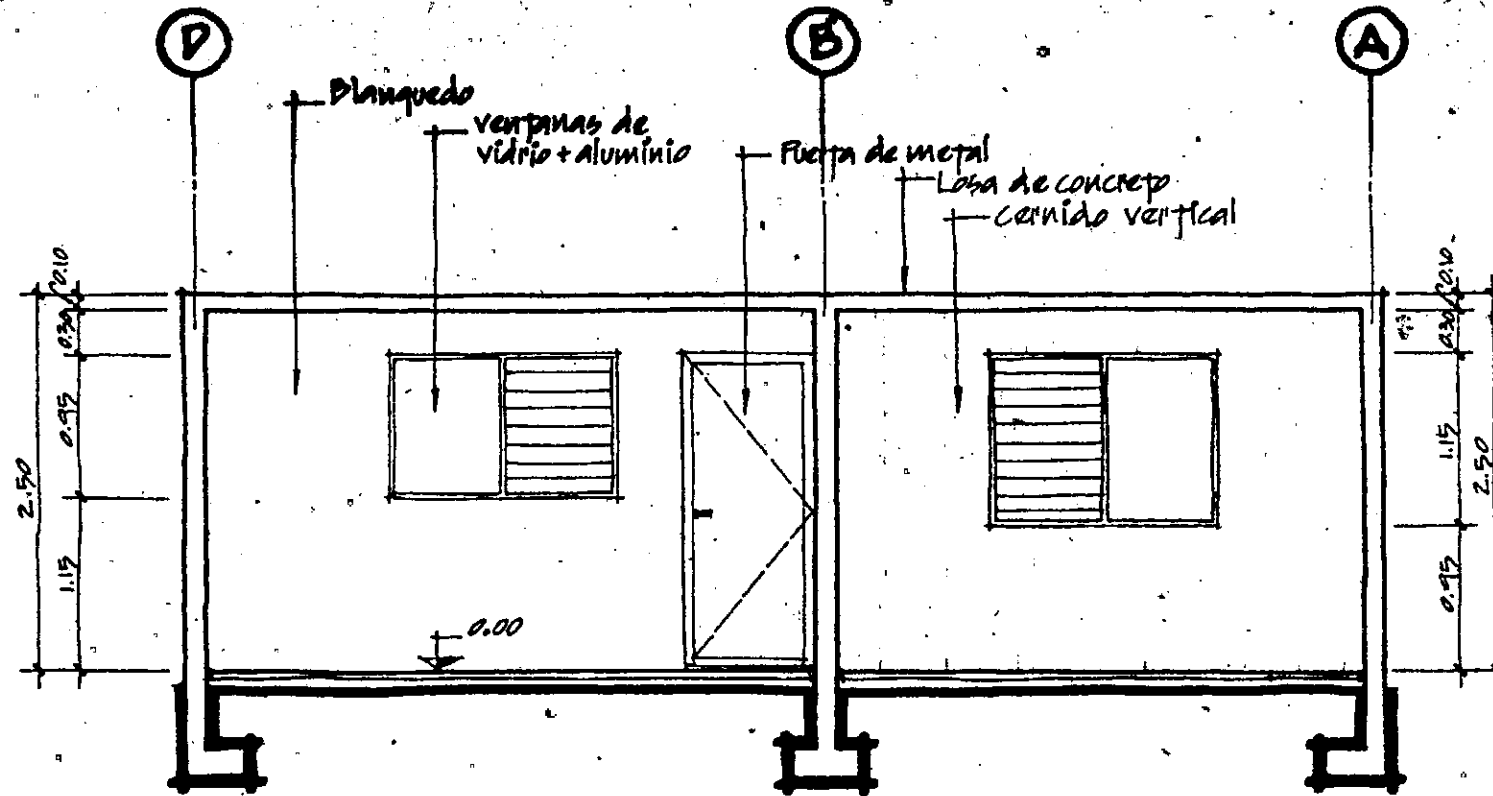 D B A
Blanquedo
ventanas de
vidrio + aluminio
Puerta de metal
Losa de concreto
cernido vertical
0.10
0.30
0.95
1.15
2.50
0.00
0.10
0.30
1.15
0.95
2.50